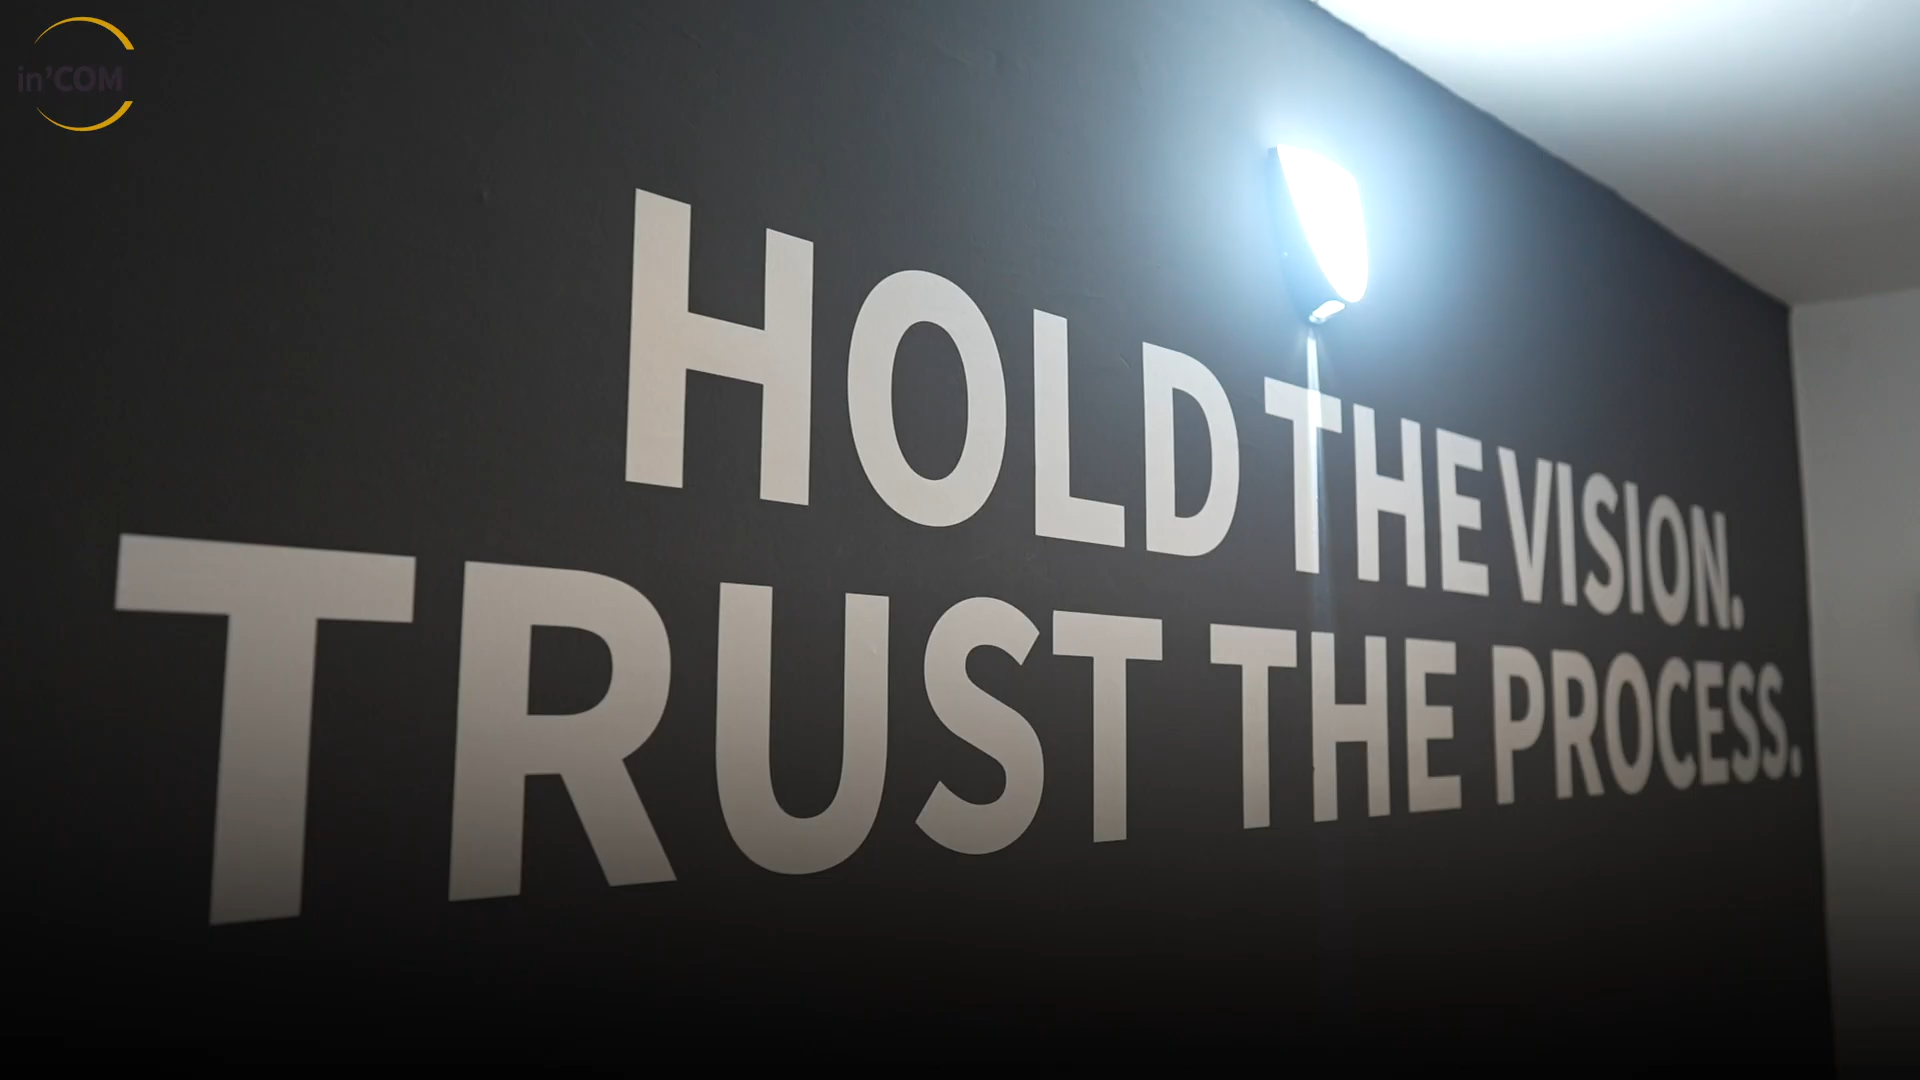 in'COM
HOLD THE VISION.
TRUST THE PROCESS.